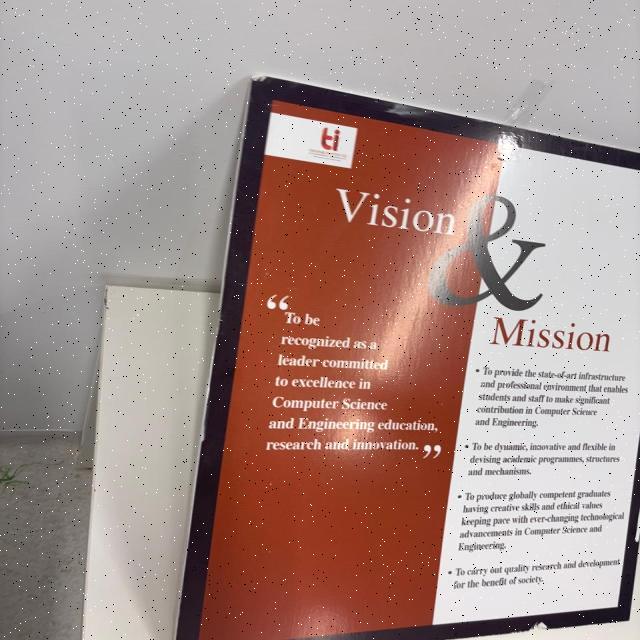 ti
Vision
&
Mission
“ To be
recognized as a
leader committed
to excellence in
Computer Science
and Engineering education,
research and innovation. ”
• To provide the state-of-art infrastructure
and professional environment that enables
students and staff to make significant
contribution in Computer Science
and Engineering.
• To be dynamic, innovative and flexible in
devising academic programmes, structures
and mechanisms.
• To produce globally competent graduates
having creative skills and ethical values
keeping pace with ever-changing technological
advancements in Computer Science and
Engineering.
• To carry out quality research and development
for the benefit of society.